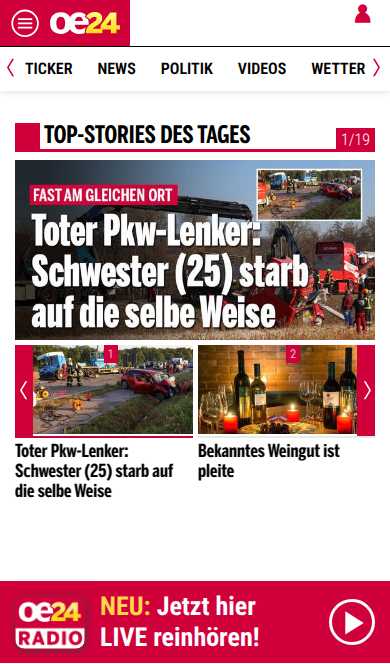 oe24
TICKER NEWS POLITIK VIDEOS WETTER
TOP-STORIES DES TAGES
1/19
FAST AM GLEICHEN ORT
Toter Pkw-Lenker:
Schwester (25) starb
auf die selbe Weise
1
2
Toter Pkw-Lenker:
Schwester (25) starb auf
die selbe Weise
Bekanntes Weingut ist
pleite
oe24
RADIO
NEU: Jetzt hier
LIVE reinhören!